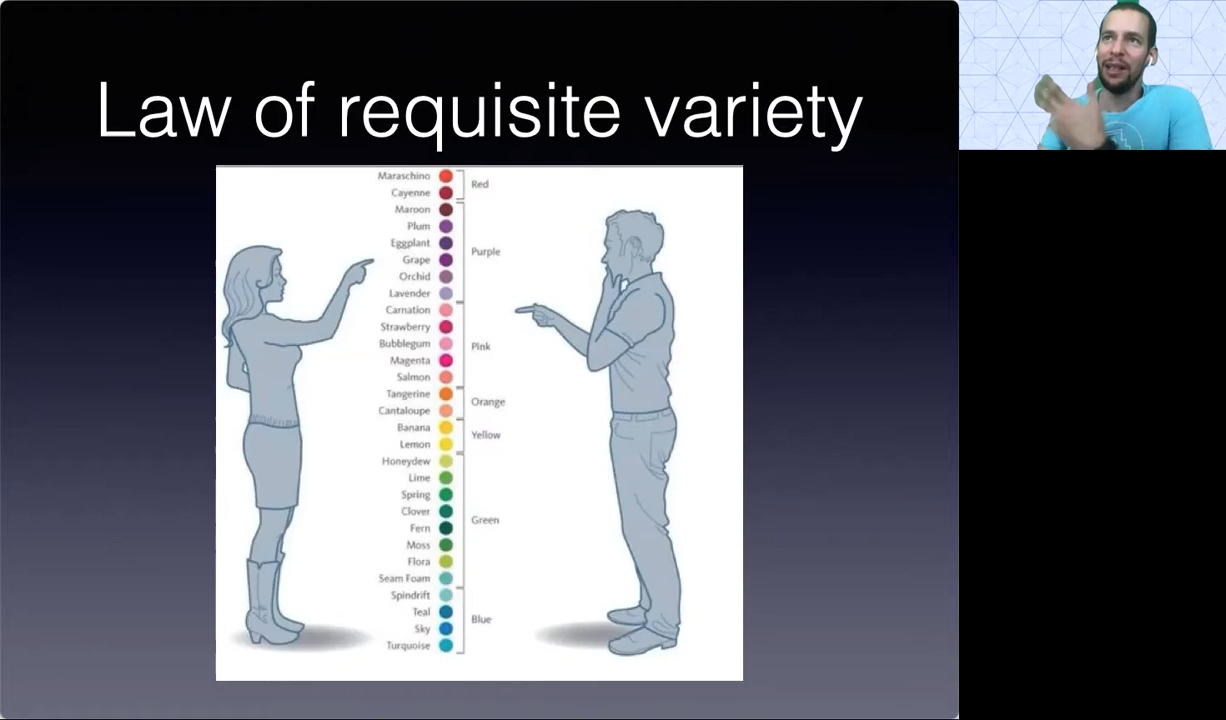 Law of requisite variety
Maraschino
Cayenne
Maroon
Plum
Eggplant
Grape
Orchid
Lavender
Carnation
Strawberry
Bubblegum
Magenta
Salmon
Tangerine
Cantaloupe
Banana
Lemon
Honeydew
Lime
Spring
Clover
Fern
Moss
Flora
Seam Foam
Spindrift
Teal
Sky
Turquoise
Red
Purple
Pink
Orange
Yellow
Green
Blue